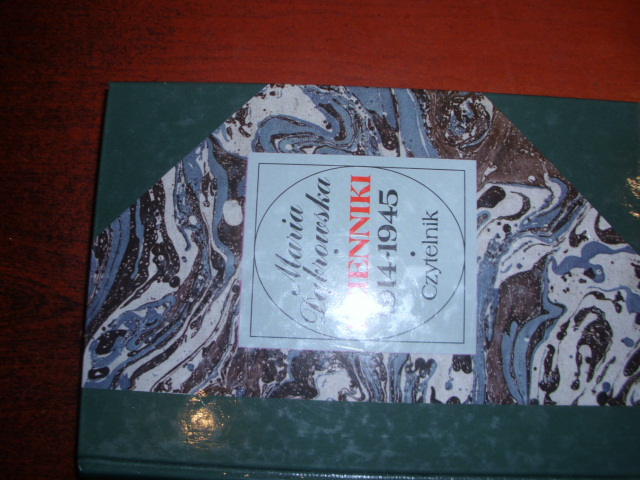 Maria
Dąbrowska
DZIENNIKI
1914-1945
Czytelnik